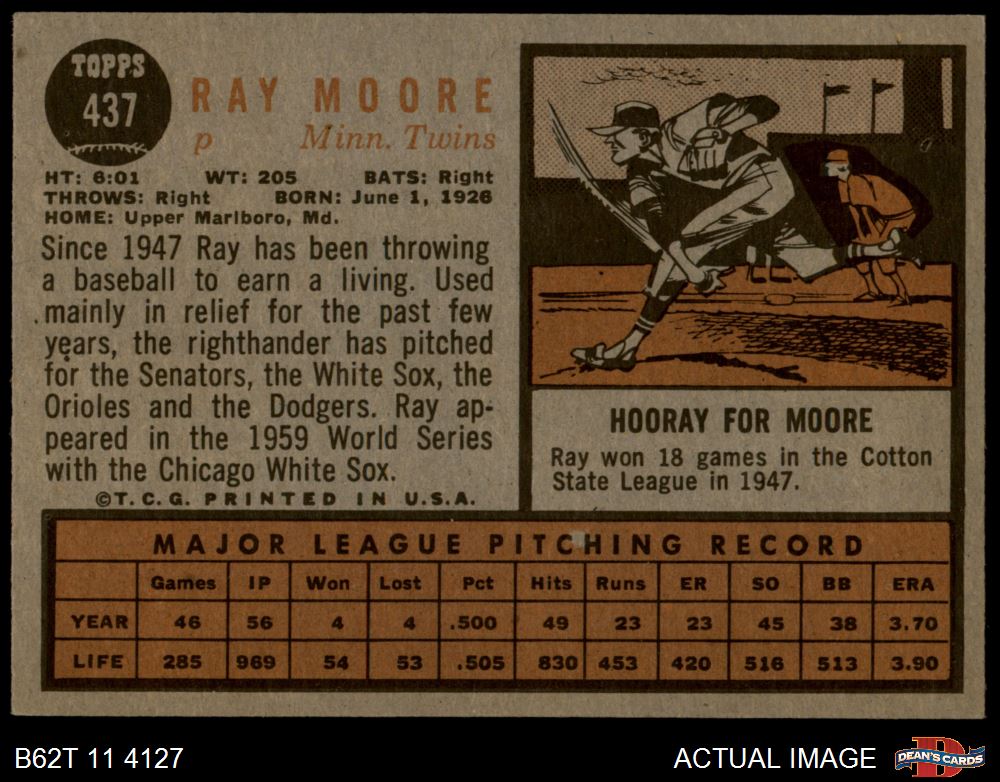 TOPPS
437
RAY MOORE
p Minn. Twins
HT: 6:01 WT: 205 BATS: Right
THROWS: Right BORN: June 1, 1926
HOME: Upper Marlboro, Md.
Since 1947 Ray has been throwing
a baseball to earn a living. Used
mainly in relief for the past few
years, the righthander has pitched
for the Senators, the White Sox, the
Orioles and the Dodgers. Ray ap-
peared in the 1959 World Series
with the Chicago White Sox.
©T.C.G. PRINTED IN U.S.A.
HOORAY FOR MOORE
Ray won 18 games in the Cotton
State League in 1947.
MAJOR LEAGUE PITCHING RECORD
Games IP Won Lost Pct Hits Runs ER SO BB ERA
YEAR 46 56 4 4 .500 49 23 23 45 38 3.70
LIFE 285 969 54 53 .505 830 453 420 516 513 3.90
B62T 11 4127 ACTUAL IMAGE
D
DEAN'S CARDS